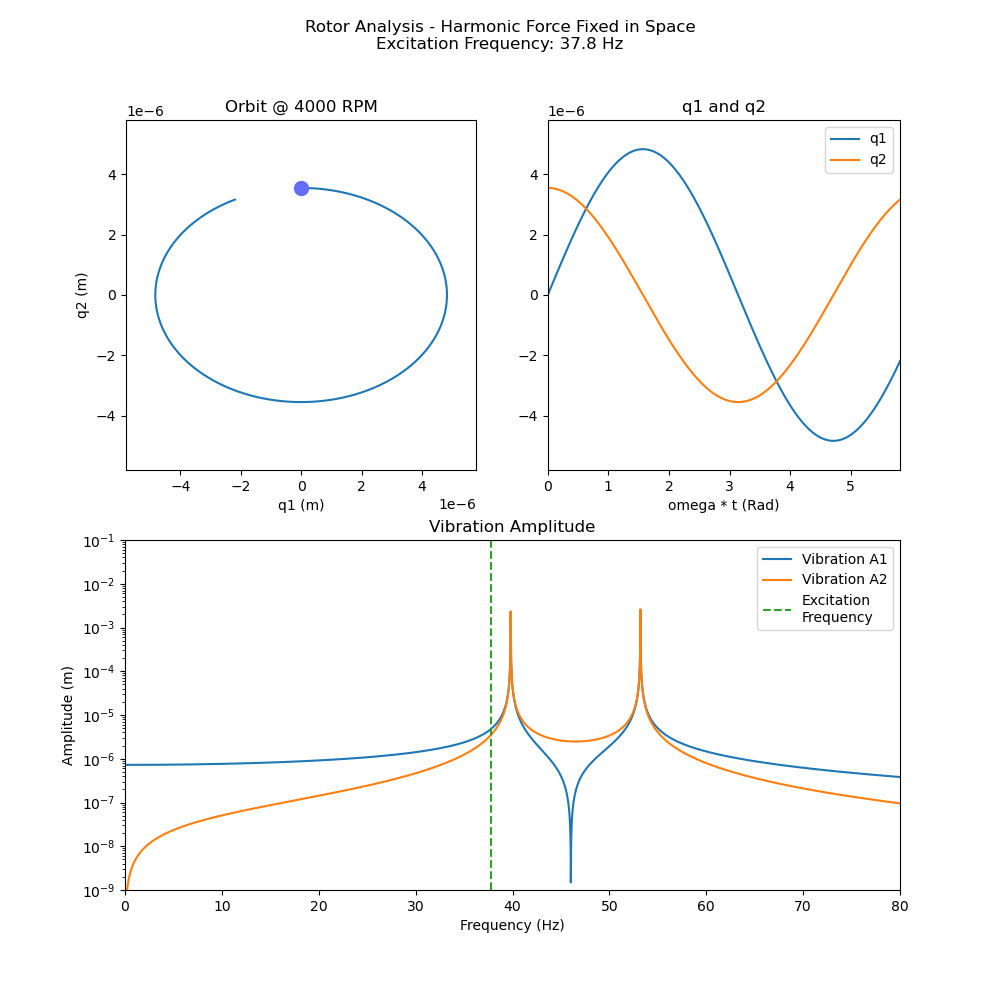 Rotor Analysis - Harmonic Force Fixed in Space
Excitation Frequency: 37.8 Hz
Orbit @ 4000 RPM
1e−6
4
2
0
−2
−4
q2 (m)
−4 −2 0 2 4
1e−6
q1 (m)
q1 and q2
1e−6
q1
q2
4
2
0
−2
−4
0 1 2 3 4 5
omega * t (Rad)
Vibration Amplitude
Vibration A1
Vibration A2
Excitation
Frequency
10^−1
10^−2
10^−3
10^−4
10^−5
10^−6
10^−7
10^−8
10^−9
Amplitude (m)
0 10 20 30 40 50 60 70 80
Frequency (Hz)